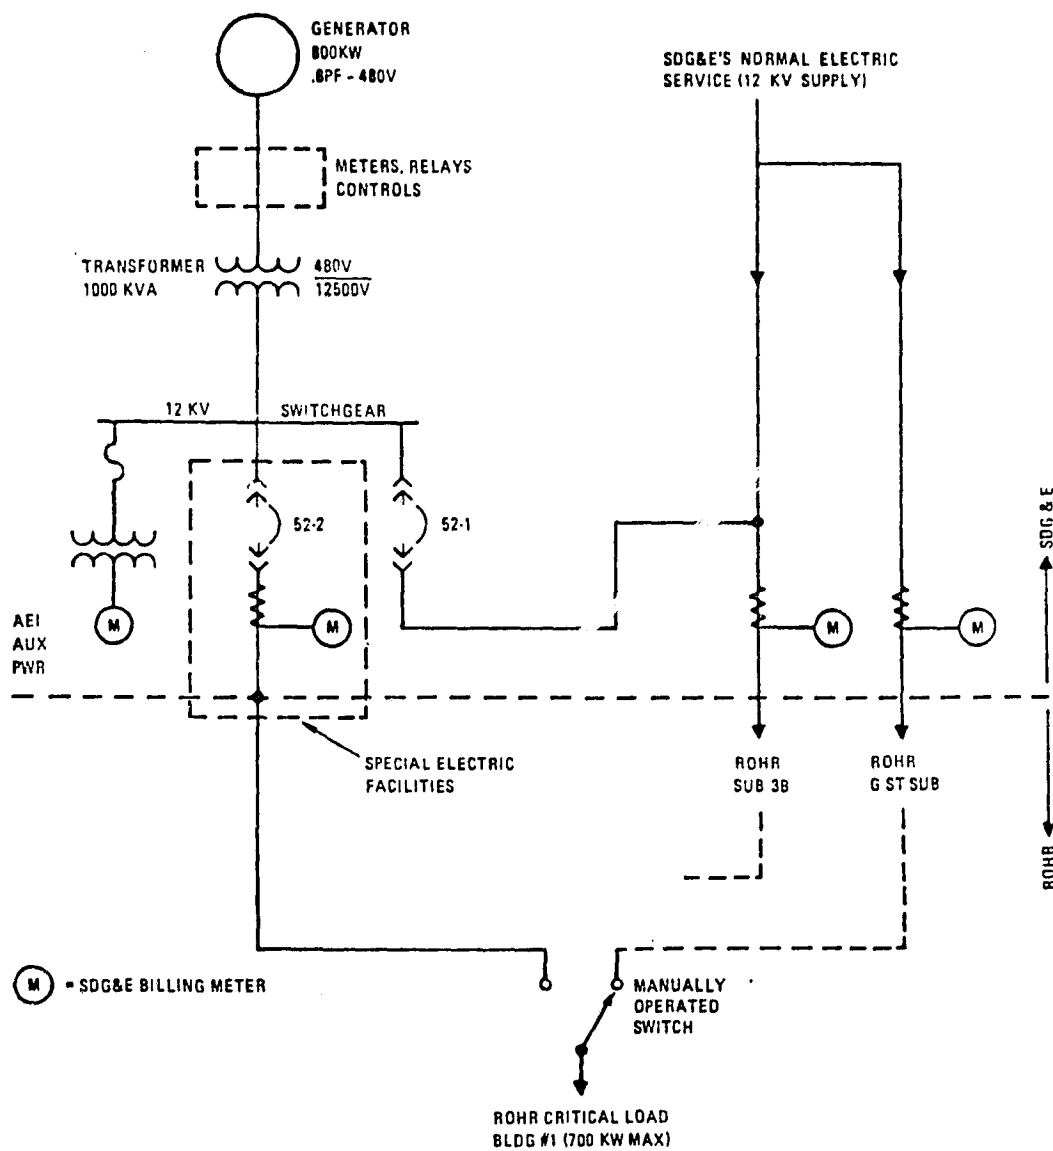 GENERATOR
800KW
.8PF - 480V
SDG&E'S NORMAL ELECTRIC
SERVICE (12 KV SUPPLY)
METERS, RELAYS
CONTROLS
TRANSFORMER
1000 KVA
480V
12500V
12 KV
SWITCHGEAR
52-2
52-1
SDG & E
M
M
M
M
AEI
AUX
PWR
SPECIAL ELECTRIC
FACILITIES
ROHR
SUB 3B
ROHR
G ST SUB
ROHR
M = SDG&E BILLING METER
MANUALLY
OPERATED
SWITCH
ROHR CRITICAL LOAD
BLDG #1 (700 KW MAX)